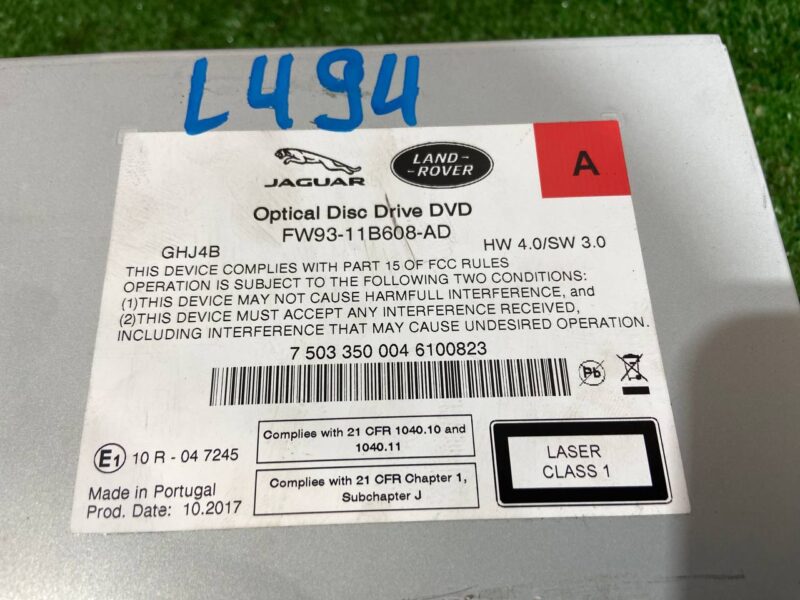 L494
JAGUAR
LAND-
-ROVER
A
Optical Disc Drive DVD
FW93-11B608-AD
GHJ4B
HW 4.0/SW 3.0
THIS DEVICE COMPLIES WITH PART 15 OF FCC RULES
OPERATION IS SUBJECT TO THE FOLLOWING TWO CONDITIONS:
(1)THIS DEVICE MAY NOT CAUSE HARMFULL INTERFERENCE, and
(2)THIS DEVICE MUST ACCEPT ANY INTERFERENCE RECEIVED,
INCLUDING INTERFERENCE THAT MAY CAUSE UNDESIRED OPERATION.
7 503 350 004 6100823
Pb
E1 10 R - 04 7245
Complies with 21 CFR 1040.10 and
1040.11
Complies with 21 CFR Chapter 1,
Subchapter J
LASER
CLASS 1
Made in Portugal
Prod. Date: 10.2017